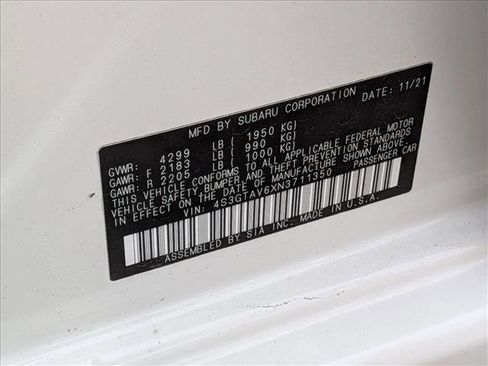 MFD BY SUBARU CORPORATION DATE: 11/21
GVWR: 4299 LB ( 1950 KG)
GAWR: F 2183 LB ( 990 KG)
GAWR: R 2205 LB ( 1000 KG)
THIS VEHICLE CONFORMS TO ALL APPLICABLE FEDERAL MOTOR
VEHICLE SAFETY, BUMPER, AND THEFT PREVENTION STANDARDS
IN EFFECT ON THE DATE OF MANUFACTURE SHOWN ABOVE.
VIN: 4S3GTAV6XN3711350 PASSENGER CAR
ASSEMBLED BY SIA INC. MADE IN U.S.A.